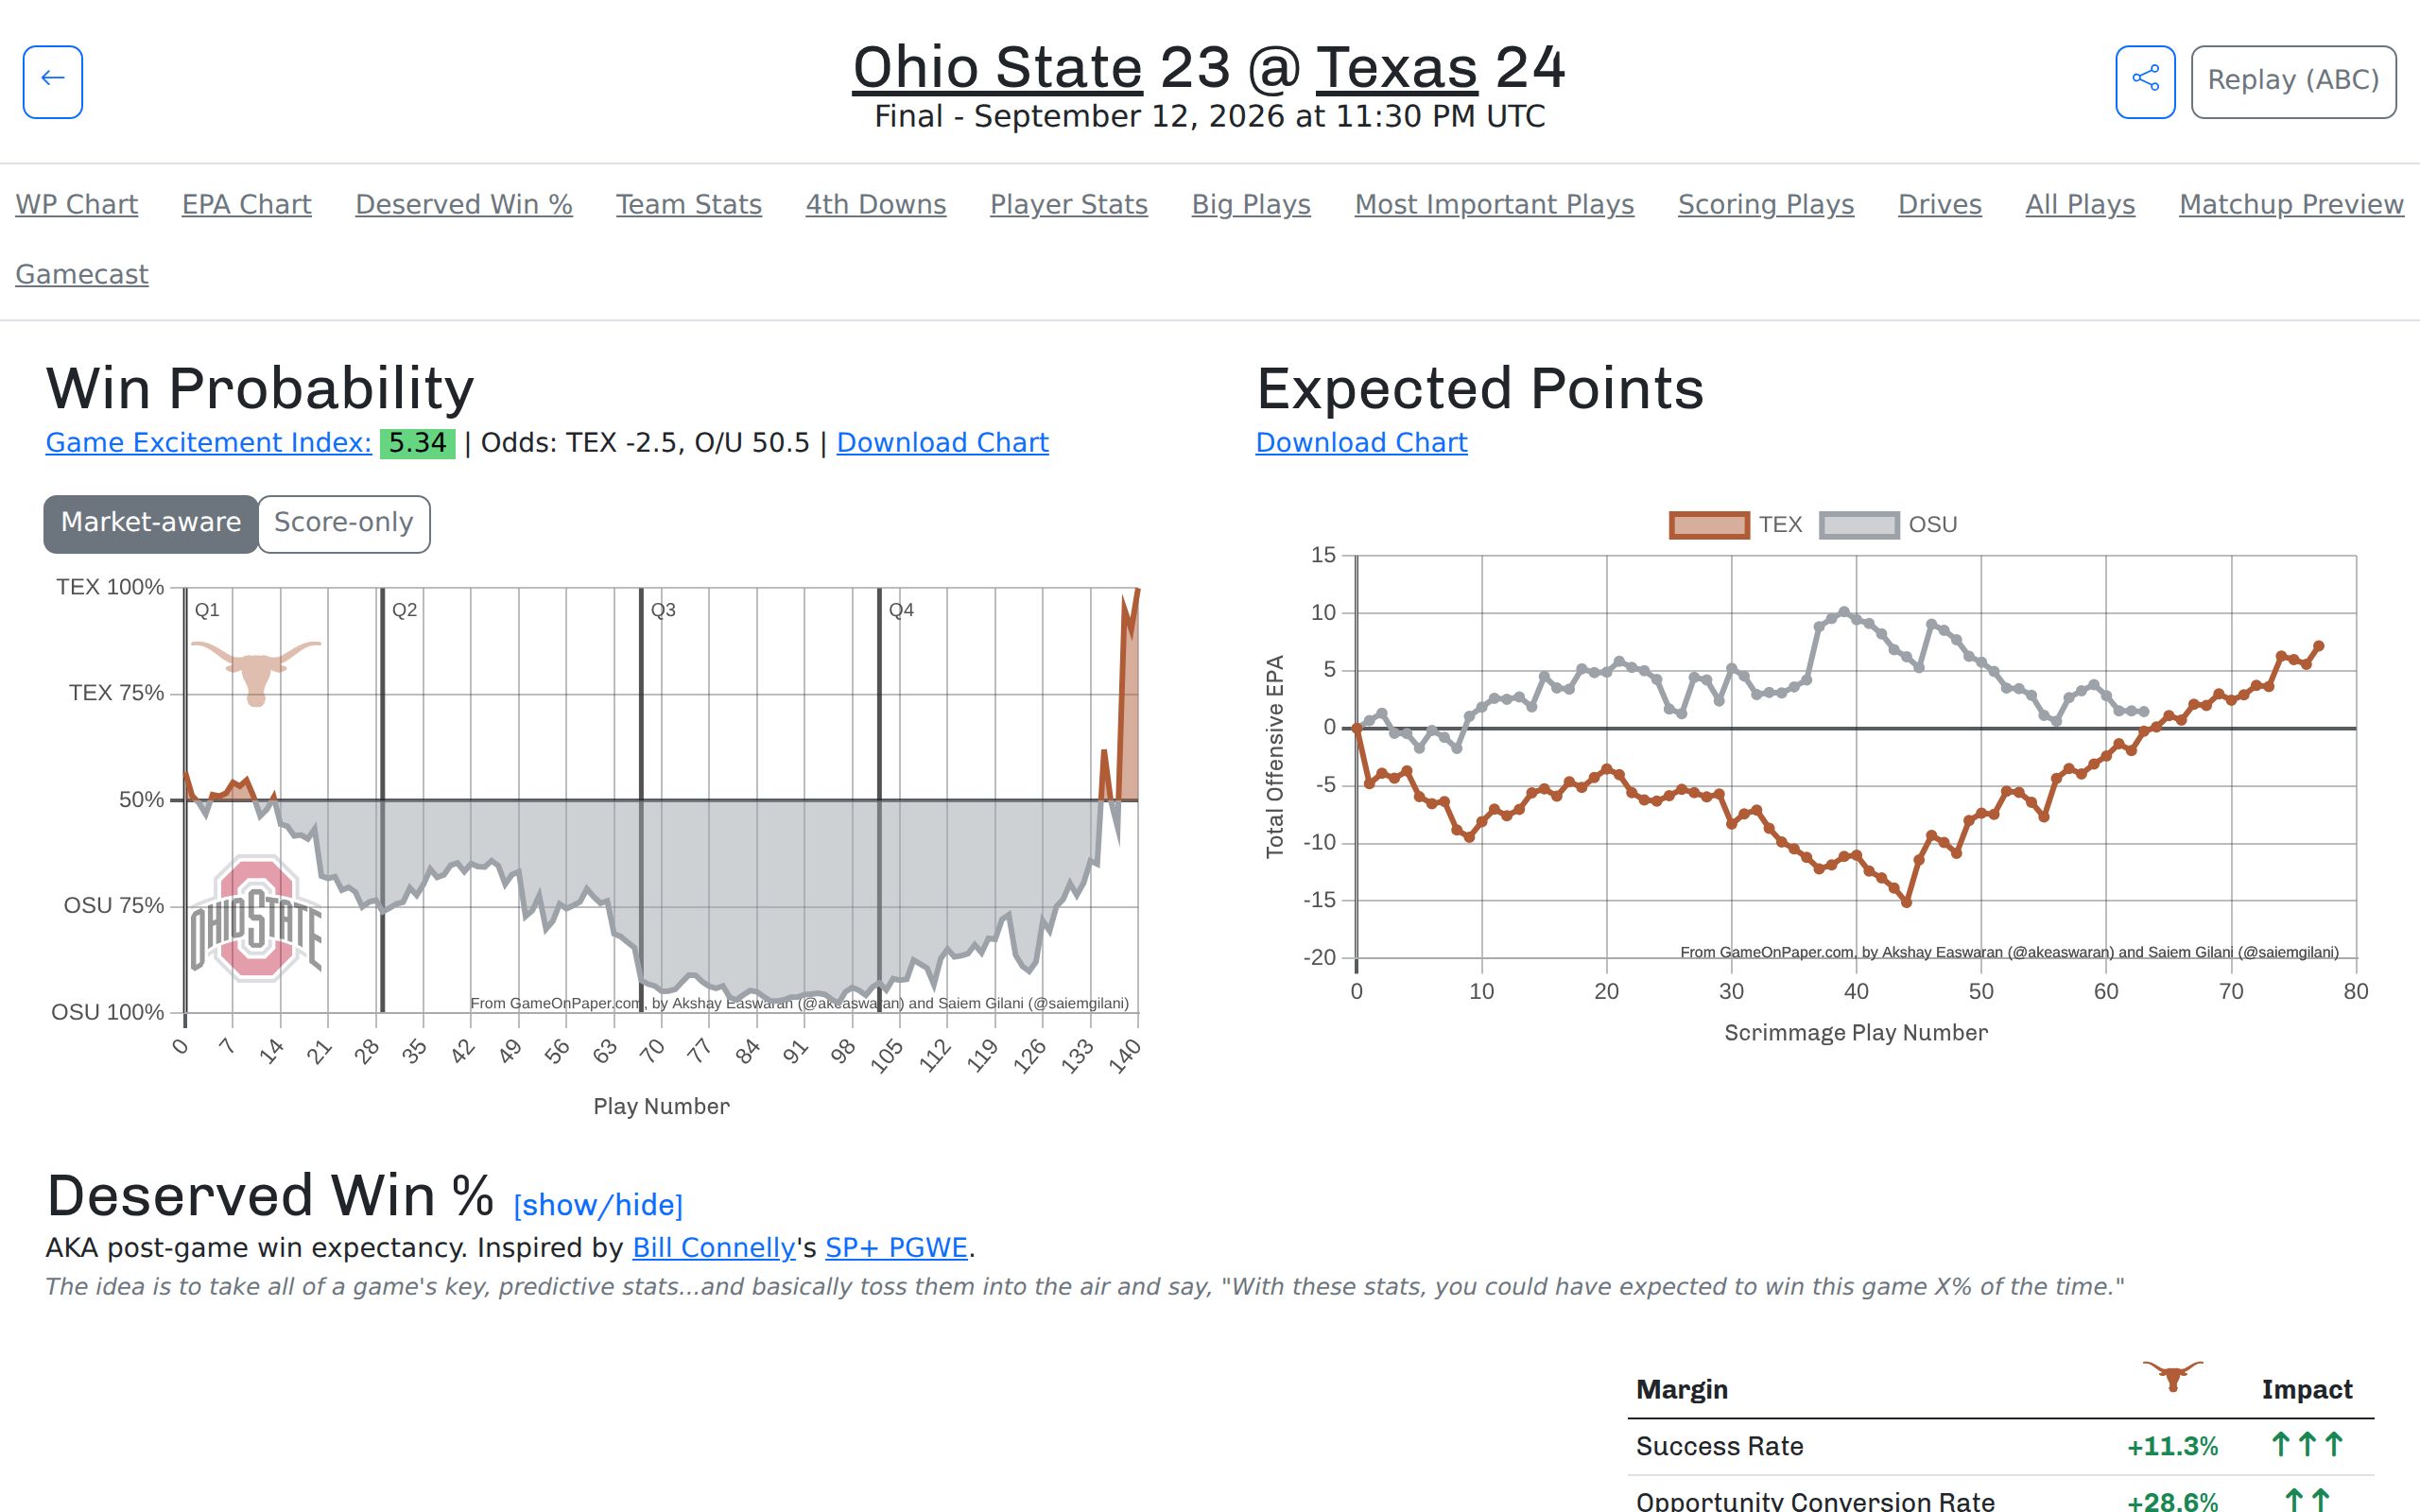 ←
Ohio State 23 @ Texas 24
Final - September 12, 2026 at 11:30 PM UTC
Replay (ABC)
WP Chart EPA Chart Deserved Win % Team Stats 4th Downs Player Stats Big Plays Most Important Plays Scoring Plays Drives All Plays Matchup Preview
Gamecast
Win Probability
Game Excitement Index: 5.34 | Odds: TEX -2.5, O/U 50.5 | Download Chart
Market-aware Score-only
TEX 100%
TEX 75%
50%
OSU 75%
OSU 100%
Q1 Q2 Q3 Q4
OHIO STATE
From GameOnPaper.com, by Akshay Easwaran (@akeaswaran) and Saiem Gilani (@saiemgilani)
0 7 14 21 28 35 42 49 56 63 70 77 84 91 98 105 112 119 126 133 140
Play Number
Expected Points
Download Chart
TEX OSU
Total Offensive EPA
15
10
5
0
-5
-10
-15
-20
From GameOnPaper.com, by Akshay Easwaran (@akeaswaran) and Saiem Gilani (@saiemgilani)
0 10 20 30 40 50 60 70 80
Scrimmage Play Number
Deserved Win % [show/hide]
AKA post-game win expectancy. Inspired by Bill Connelly's SP+ PGWE.
The idea is to take all of a game's key, predictive stats...and basically toss them into the air and say, "With these stats, you could have expected to win this game X% of the time."
Margin Impact
Success Rate +11.3% ↑↑↑
Opportunity Conversion Rate +28.6% ↑↑